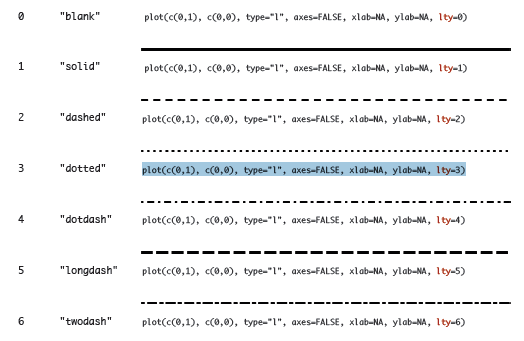 0 "blank" plot(c(0,1), c(0,0), type="l", axes=FALSE, xlab=NA, ylab=NA, lty=0)
1 "solid" plot(c(0,1), c(0,0), type="l", axes=FALSE, xlab=NA, ylab=NA, lty=1)
2 "dashed" plot(c(0,1), c(0,0), type="l", axes=FALSE, xlab=NA, ylab=NA, lty=2)
3 "dotted" plot(c(0,1), c(0,0), type="l", axes=FALSE, xlab=NA, ylab=NA, lty=3)
4 "dotdash" plot(c(0,1), c(0,0), type="l", axes=FALSE, xlab=NA, ylab=NA, lty=4)
5 "longdash" plot(c(0,1), c(0,0), type="l", axes=FALSE, xlab=NA, ylab=NA, lty=5)
6 "twodash" plot(c(0,1), c(0,0), type="l", axes=FALSE, xlab=NA, ylab=NA, lty=6)